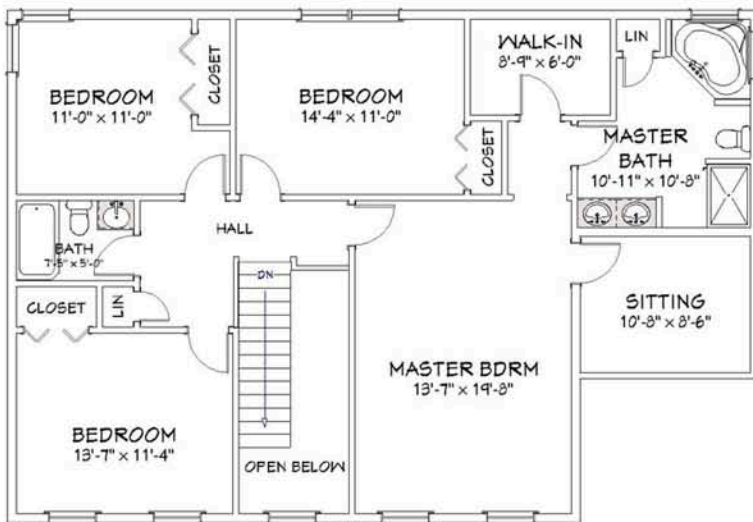 BEDROOM
11'-0" x 11'-0"
CLOSET
BEDROOM
14'-4" x 11'-0"
CLOSET
WALK-IN
8'-9" x 6'-0"
LIN
MASTER
BATH
10'-11" x 10'-8"
BATH
7'-5" x 5'-0"
HALL
DN
SITTING
10'-8" x 8'-6"
CLOSET
LIN
MASTER BDRM
13'-7" x 19'-8"
BEDROOM
13'-7" x 11'-4"
OPEN BELOW